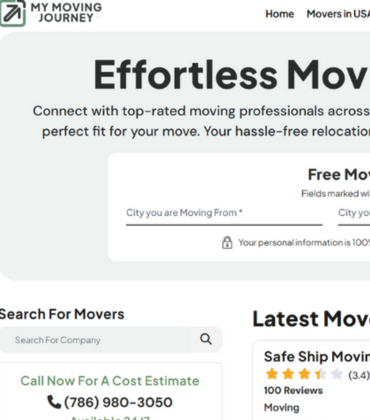 MY MOVING
JOURNEY
Home Movers in USA
Effortless Mov
Connect with top-rated moving professionals across
perfect fit for your move. Your hassle-free relocatio
Free Mo
Fields marked wi
City you are Moving From * City yo
Your personal information is 100
Search For Movers
Search For Company
Latest Mov
Call Now For A Cost Estimate
(786) 980-3050
Available 24/7
Safe Ship Movin
(3.4)
100 Reviews
Moving